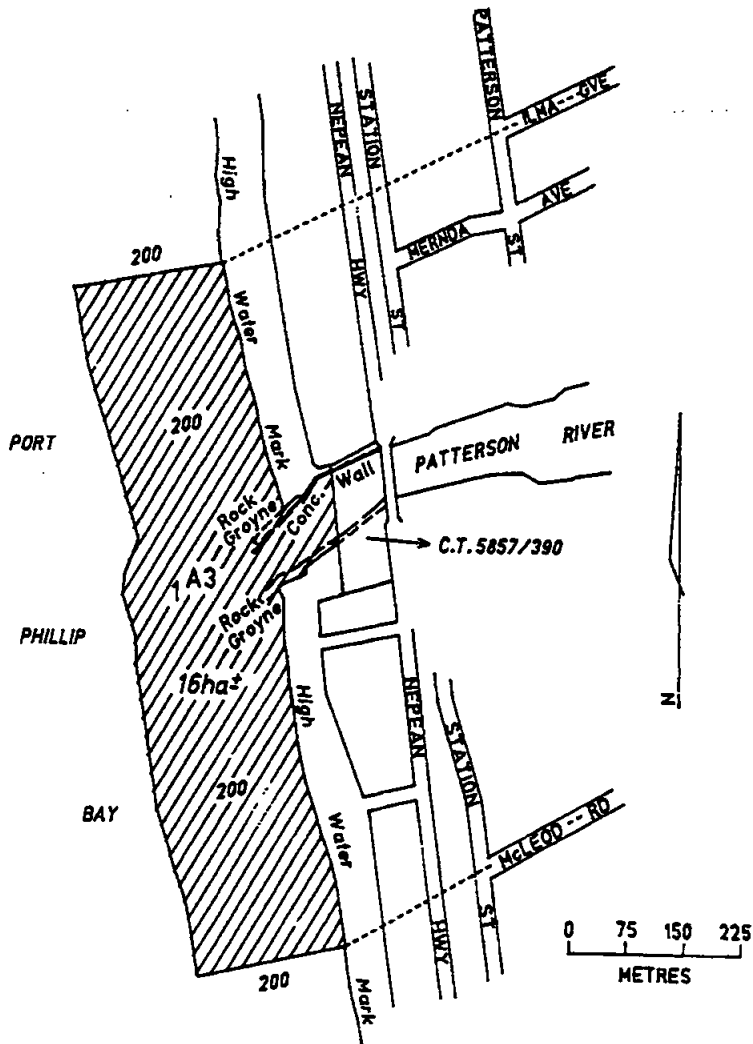 PATTERSON
ST
ILMA -- GVE
MERNDA
AVE
STATION
ST
NEPEAN
HWY
High
Water
Mark
200
200
PORT
Rock
Groyne
Conc.
Wall
PATTERSON RIVER
C.T. 5857/390
1A3
Rock
Groyne
PHILLIP
16ha±
High
Water
Mark
NEPEAN
HWY
STATION
ST
N
200
BAY
McLEOD -- RD
200
0 75 150 225
METRES